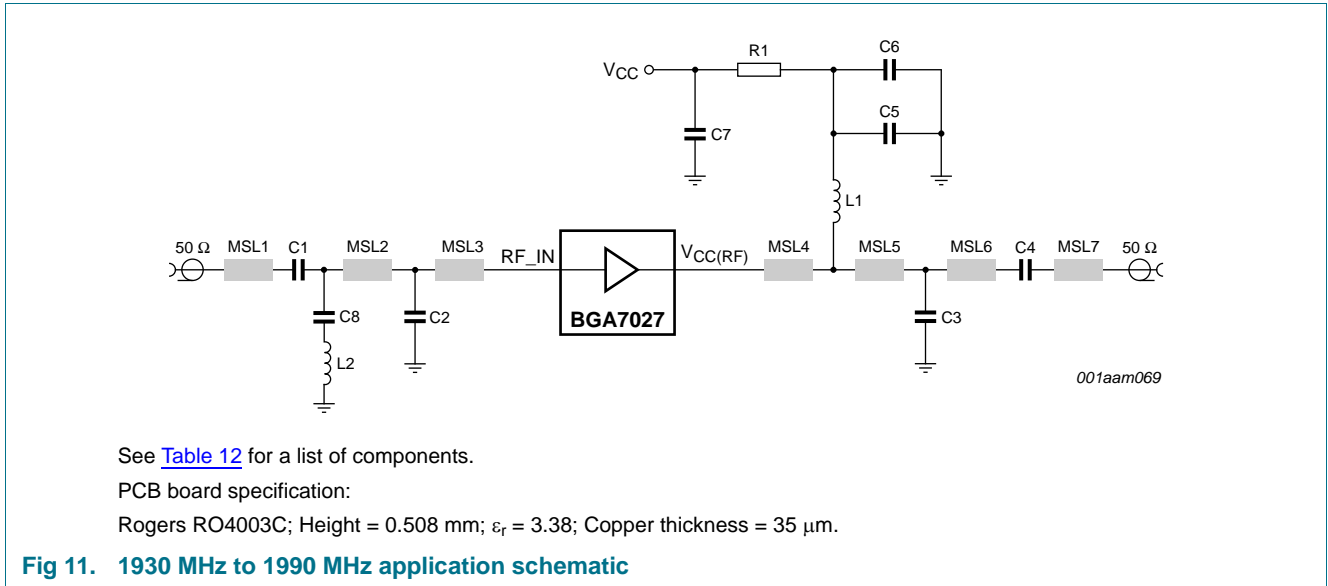 C6
R1
VCC
C5
C7
L1
50 Ω
MSL1
C1
MSL2
MSL3
RF_IN
VCC(RF)
MSL4
MSL5
MSL6
C4
MSL7
50 Ω
BGA7027
C8
C2
C3
L2
001aam069
See Table 12 for a list of components.
PCB board specification:
Rogers RO4003C; Height = 0.508 mm; εr = 3.38; Copper thickness = 35 μm.
Fig 11. 1930 MHz to 1990 MHz application schematic